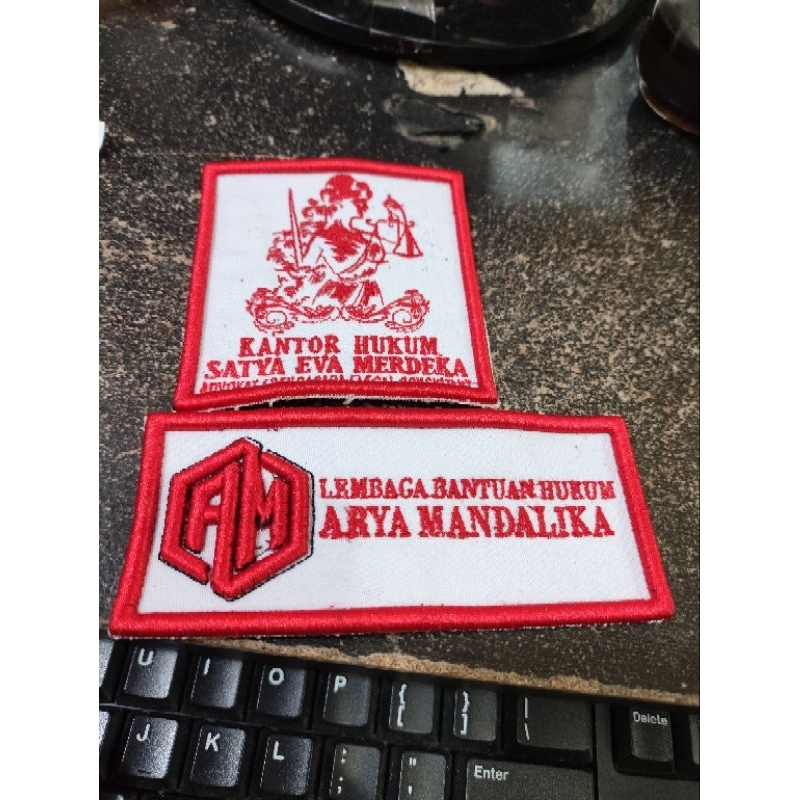 KANTOR HUKUM
SATYA EVA MERDEKA
AM
LEMBAGA BANTUAN HUKUM
ARYA MANDALIKA
U I O P { [ } ] | \ Delete
J K L : ; " ' Enter